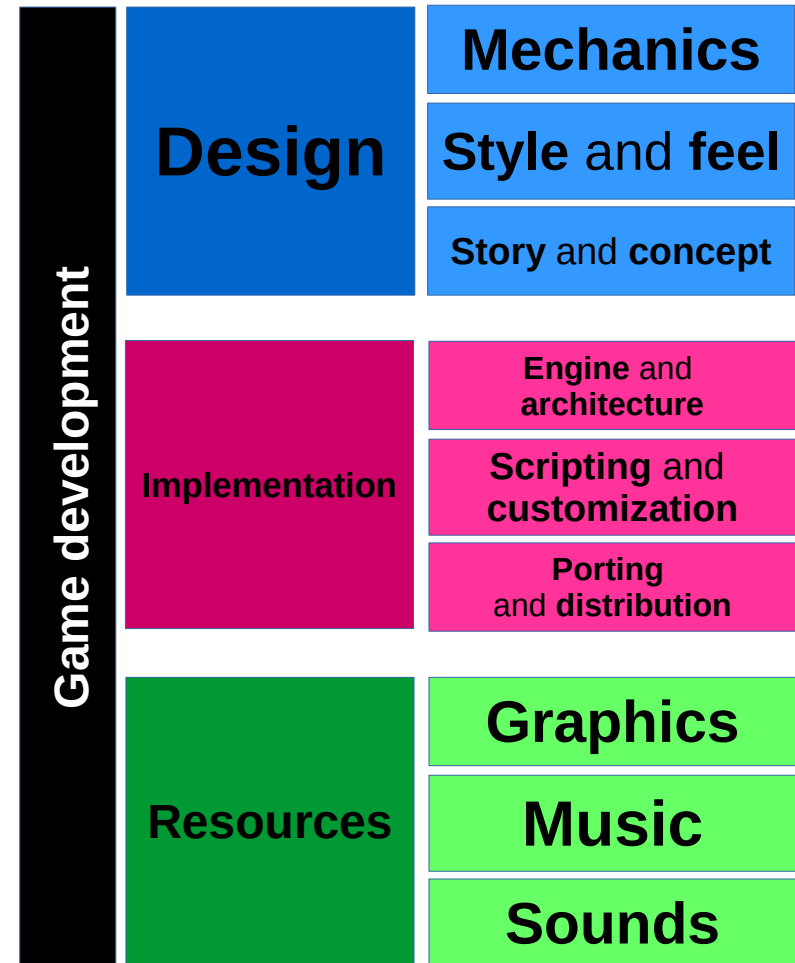 Game development
Design
Mechanics
Style and feel
Story and concept
Implementation
Engine and
architecture
Scripting and
customization
Porting
and distribution
Resources
Graphics
Music
Sounds